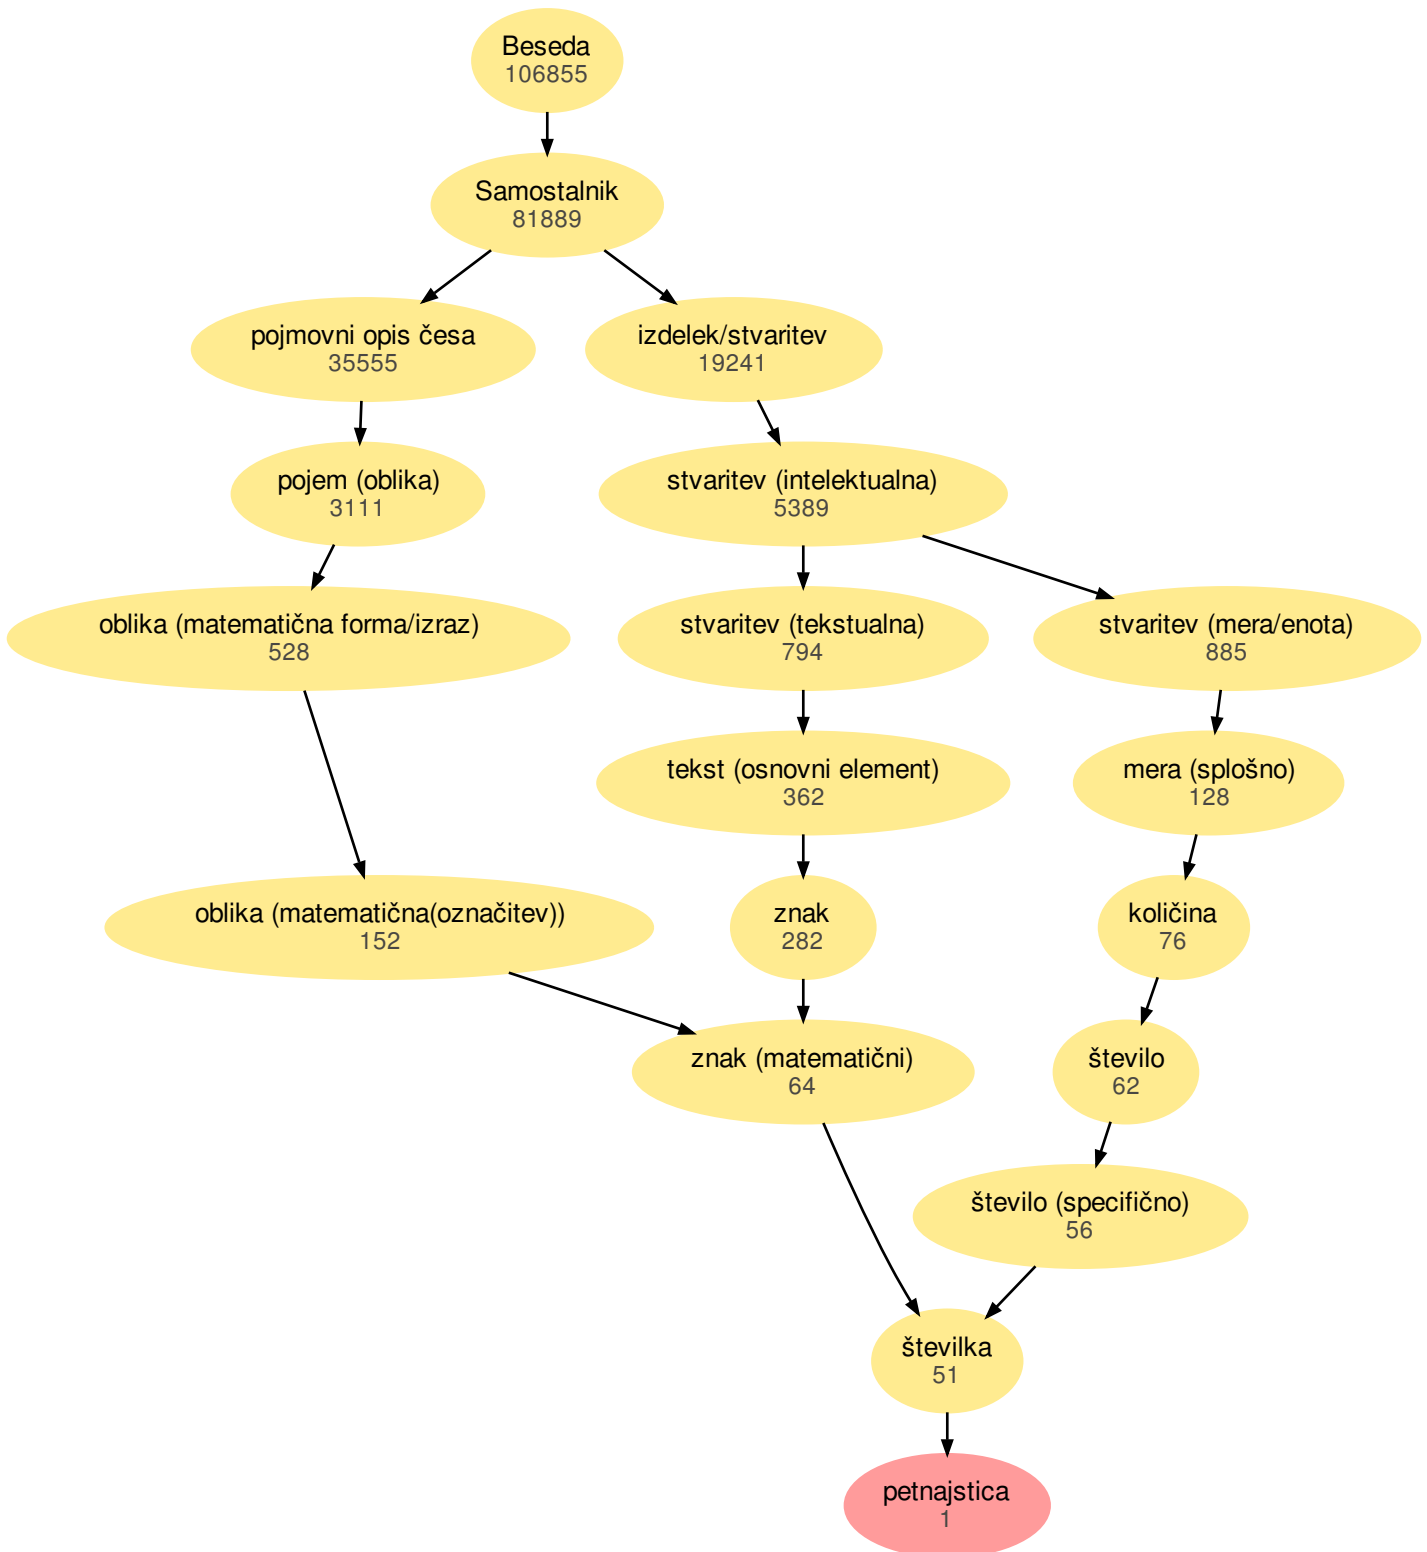 Beseda
106855
Samostalnik
81889
pojmovni opis česa
35555
izdelek/stvaritev
19241
pojem (oblika)
3111
stvaritev (intelektualna)
5389
oblika (matematična forma/izraz)
528
stvaritev (tekstualna)
794
stvaritev (mera/enota)
885
tekst (osnovni element)
362
mera (splošno)
128
oblika (matematična(označitev))
152
znak
282
količina
76
znak (matematični)
64
število
62
število (specifično)
56
številka
51
petnajstica
1